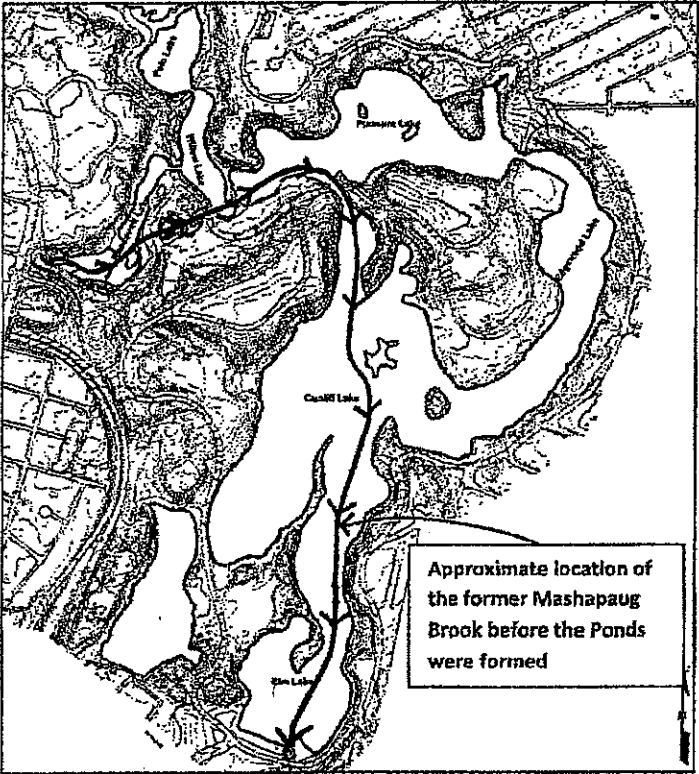 Pleasure Lake
Cunliff Lake
Elm Lake
Approximate location of
the former Mashapaug
Brook before the Ponds
were formed